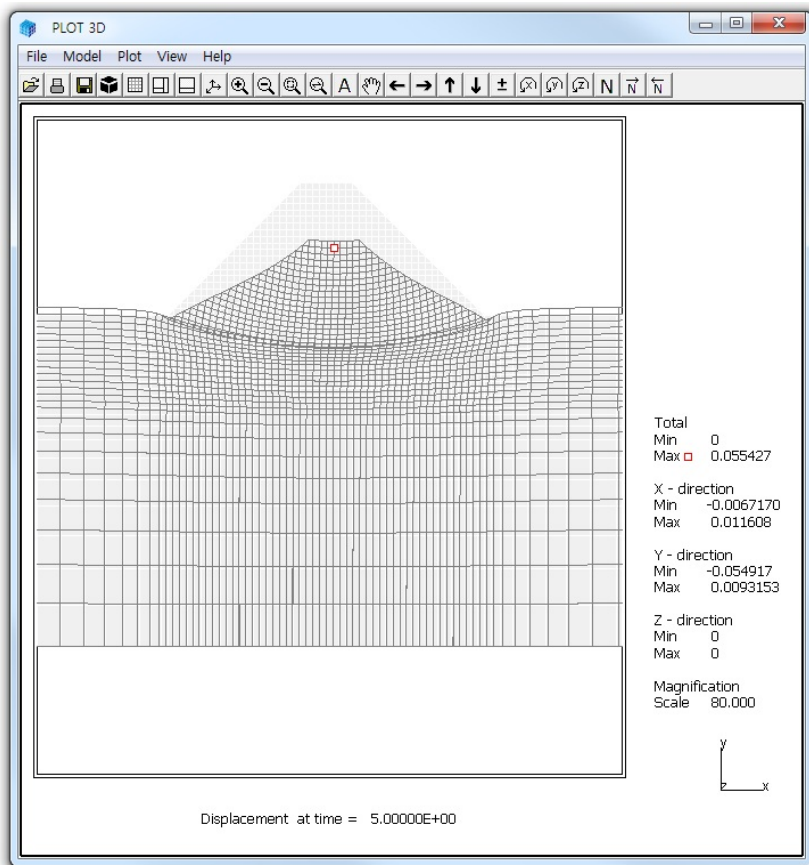 PLOT 3D
File Model Plot View Help
A ± x y z N N N
Total
Min 0
Max 0.055427
X - direction
Min -0.0067170
Max 0.011608
Y - direction
Min -0.054917
Max 0.0093153
Z - direction
Min 0
Max 0
Magnification
Scale 80.000
y
z x
Displacement at time = 5.00000E+00